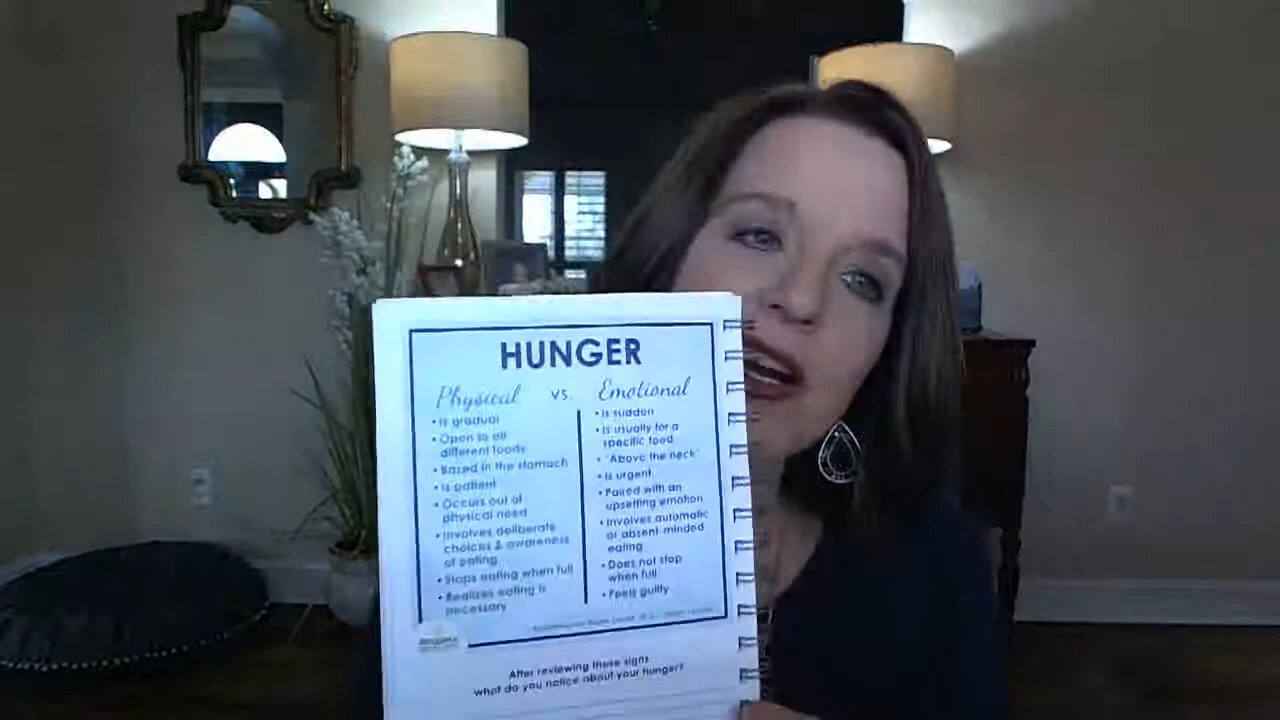 HUNGER
Physical vs. Emotional
• Is gradual
• Open to all
different foods
• Based in the stomach
• Is patient
• Occurs out of
physical need
• Involves deliberate
choices & awareness
of eating
• Stops eating when full
• Realizes eating is
necessary
• Is sudden
• Is usually for a
specific food
• "Above the neck"
• Is urgent
• Paired with an
upsetting emotion
• Involves automatic
or absent-minded
eating
• Does not stop
when full
• Feels guilty
After reviewing these signs
what do you notice about your hunger?